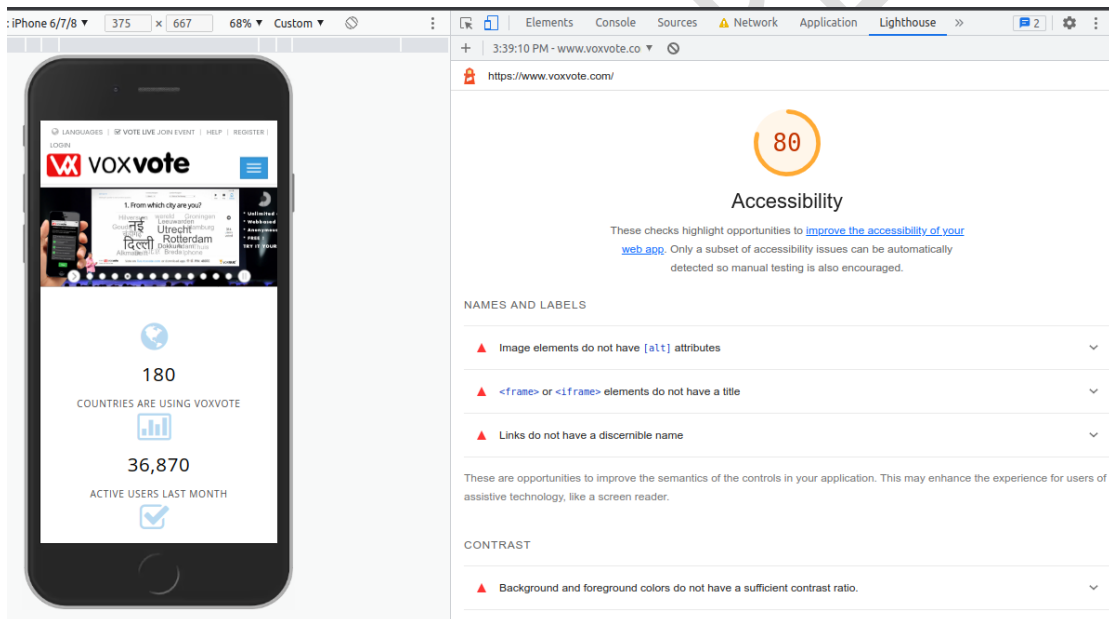 : iPhone 6/7/8 ▼ 375 × 667 68% ▼ Custom ▼
Elements Console Sources Network Application Lighthouse » 2
+ 3:39:10 PM - www.voxvote.co ▼
https://www.voxvote.com/
80
Accessibility
These checks highlight opportunities to improve the accessibility of your
web app. Only a subset of accessibility issues can be automatically
detected so manual testing is also encouraged.
NAMES AND LABELS
Image elements do not have [alt] attributes
<frame> or <iframe> elements do not have a title
Links do not have a discernible name
These are opportunities to improve the semantics of the controls in your application. This may enhance the experience for users of
assistive technology, like a screen reader.
CONTRAST
Background and foreground colors do not have a sufficient contrast ratio.
LANGUAGES | VOTE LIVE JOIN EVENT | HELP | REGISTER |
LOGIN
VOXvote
1. From which city are you?
Groningen
Leeuwarden
नई
Utrecht
दिल्ली
Rotterdam
180
COUNTRIES ARE USING VOXVOTE
36,870
ACTIVE USERS LAST MONTH